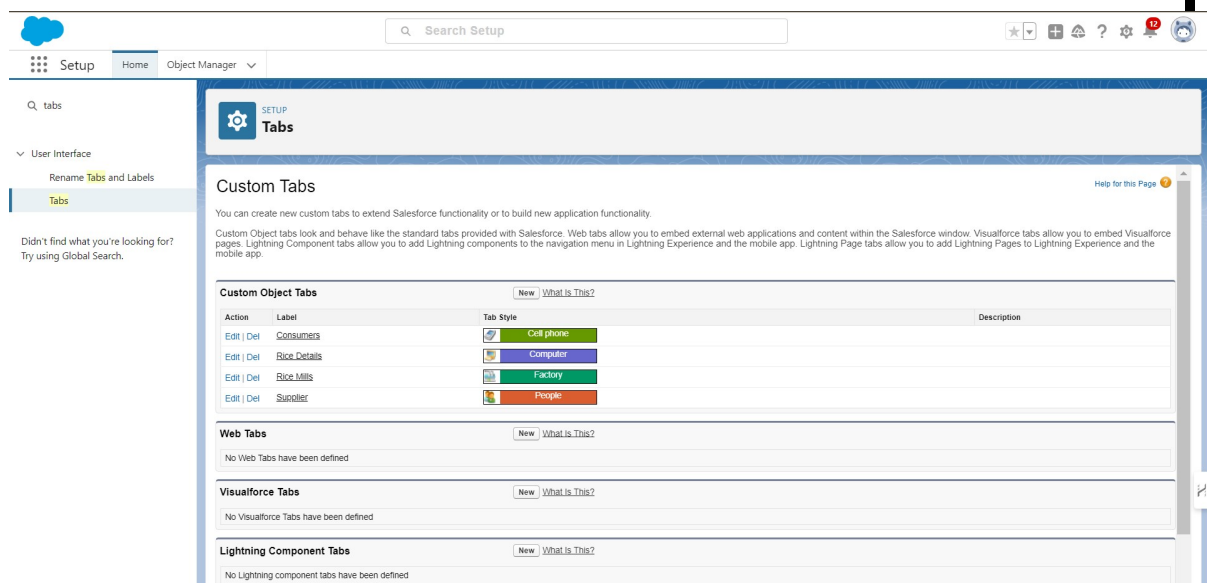 Search Setup
12
Setup
Home
Object Manager
tabs
User Interface
Rename Tabs and Labels
Tabs
Didn't find what you're looking for?
Try using Global Search.
SETUP
Tabs
Custom Tabs
Help for this Page
You can create new custom tabs to extend Salesforce functionality or to build new application functionality.
Custom Object tabs look and behave like the standard tabs provided with Salesforce. Web tabs allow you to embed external web applications and content within the Salesforce window. Visualforce tabs allow you to embed Visualforce
pages. Lightning Component tabs allow you to add Lightning components to the navigation menu in Lightning Experience and the mobile app. Lightning Page tabs allow you to add Lightning Pages to Lightning Experience and the
mobile app.
Custom Object Tabs New What Is This?
Action Label Tab Style Description
Edit | Del Consumers Cell phone
Edit | Del Rice Details Computer
Edit | Del Rice Mills Factory
Edit | Del Supplier People
Web Tabs New What Is This?
No Web Tabs have been defined
Visualforce Tabs New What Is This?
No Visualforce Tabs have been defined
Lightning Component Tabs New What Is This?
No Lightning component tabs have been defined